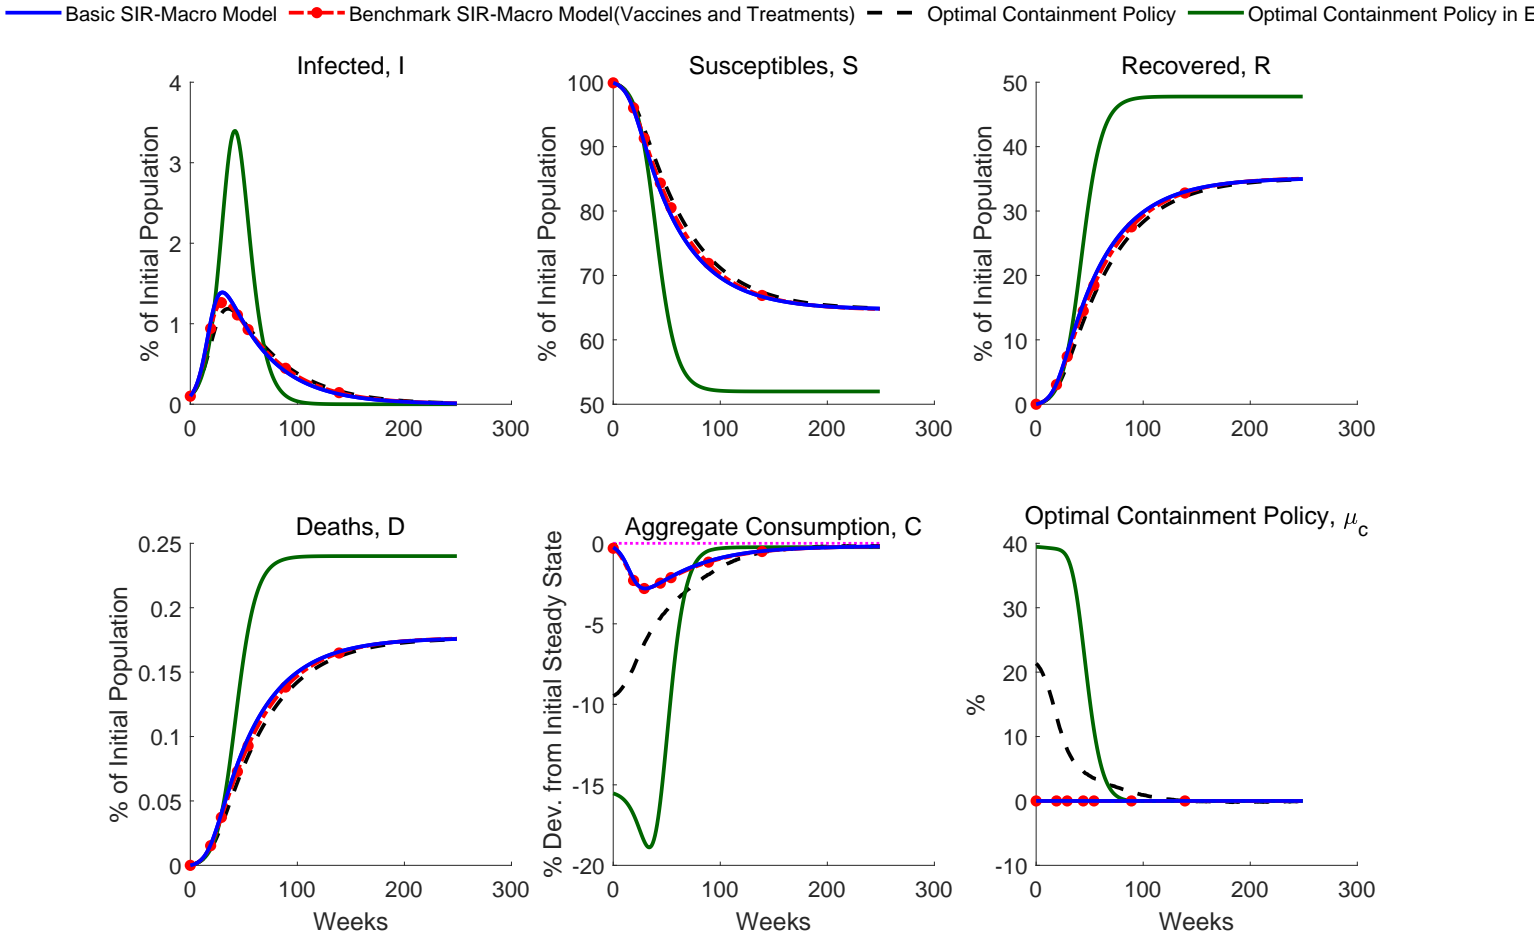 Basic SIR-Macro Model Benchmark SIR-Macro Model(Vaccines and Treatments) Optimal Containment Policy Optimal Containment Policy in E
Infected, I
% of Initial Population
4
3
2
1
0
0 100 200 300
Susceptibles, S
% of Initial Population
100
90
80
70
60
50
0 100 200 300
Recovered, R
% of Initial Population
50
40
30
20
10
0
0 100 200 300
Deaths, D
% of Initial Population
0.25
0.2
0.15
0.1
0.05
0
0 100 200 300
Weeks
Aggregate Consumption, C
% Dev. from Initial Steady State
0
-5
-10
-15
-20
0 100 200 300
Weeks
Optimal Containment Policy, μc
%
40
30
20
10
0
-10
0 100 200 300
Weeks